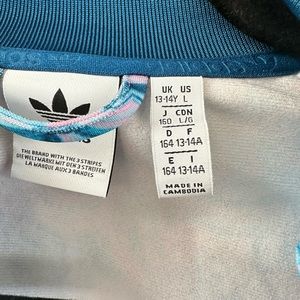 THE BRAND WITH THE 3 STRIPES
DIE WELTMARKE MIT DEN 3 STREIFEN
LA MARQUE AUX 3 BANDES
UK US
13-14Y L
J CDN
160 L/G
D F
164 13-14A
E I
164 13-14A
MADE IN
CAMBODIA